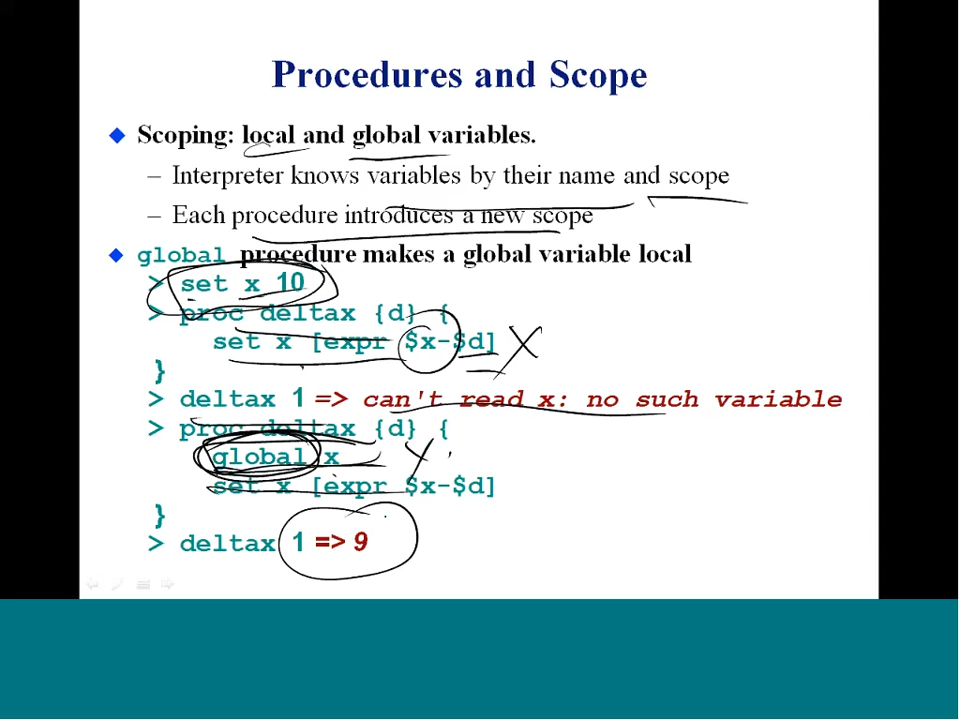 Procedures and Scope
Scoping: local and global variables.
– Interpreter knows variables by their name and scope
– Each procedure introduces a new scope
global procedure makes a global variable local
> set x 10
> proc deltax {d} {
set x [expr $x-$d]
}
> deltax 1 => can't read x: no such variable
> proc deltax {d} {
global x
set x [expr $x-$d]
}
> deltax 1 => 9